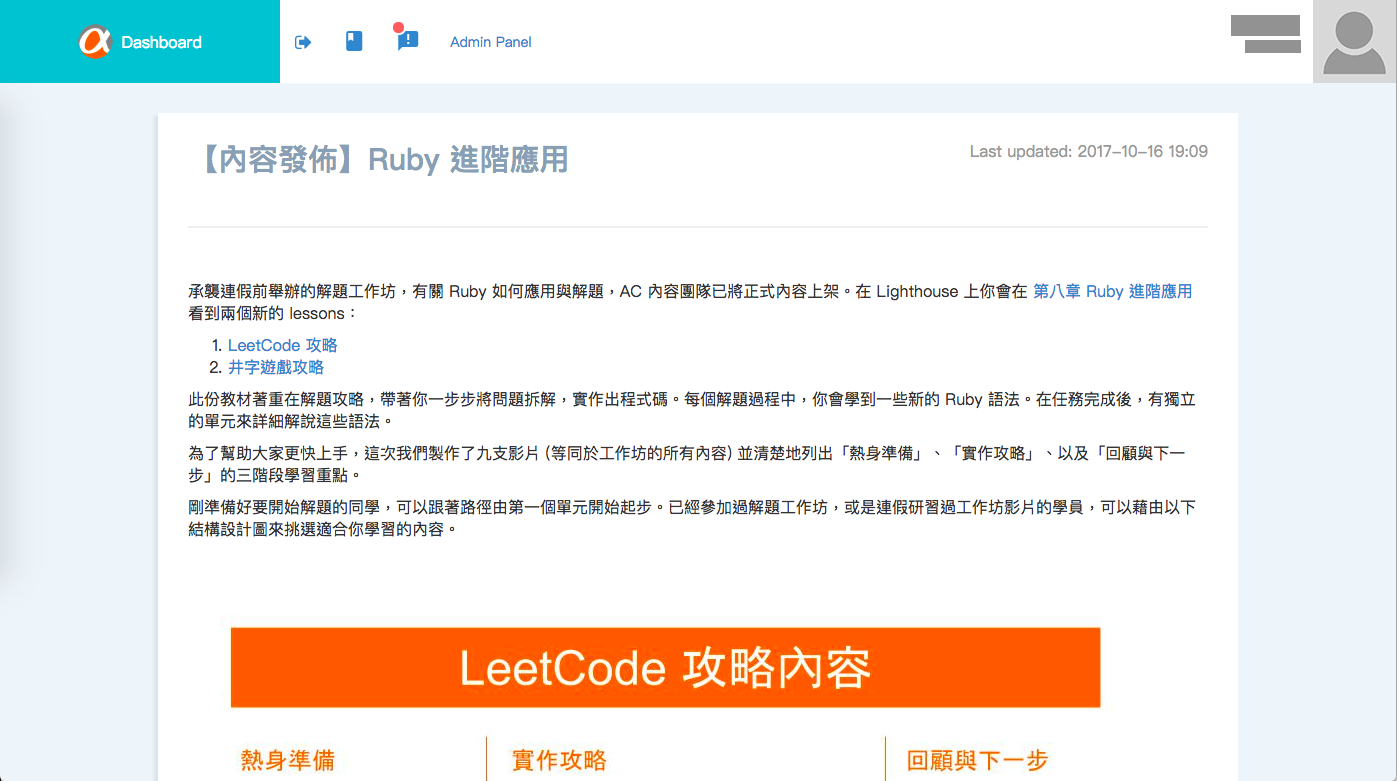 Dashboard
Admin Panel
【內容發佈】Ruby 進階應用
Last updated: 2017-10-16 19:09
承襲連假前舉辦的解題工作坊,有關 Ruby 如何應用與解題,AC 內容團隊已將正式內容上架。在 Lighthouse 上你會在 第八章 Ruby 進階應用
看到兩個新的 lessons:
1. LeetCode 攻略
2. 井字遊戲攻略
此份教材著重在解題攻略,帶著你一步步將問題拆解,實作出程式碼。每個解題過程中,你會學到一些新的 Ruby 語法。在任務完成後,有獨立
的單元來詳細解說這些語法。
為了幫助大家更快上手,這次我們製作了九支影片 (等同於工作坊的所有內容) 並清楚地列出「熱身準備」、「實作攻略」、以及「回顧與下一
步」的三階段學習重點。
剛準備好要開始解題的同學,可以跟著路徑由第一個單元開始起步。已經參加過解題工作坊,或是連假研習過工作坊影片的學員,可以藉由以下
結構設計圖來挑選適合你學習的內容。
LeetCode 攻略內容
熱身準備
實作攻略
回顧與下一步